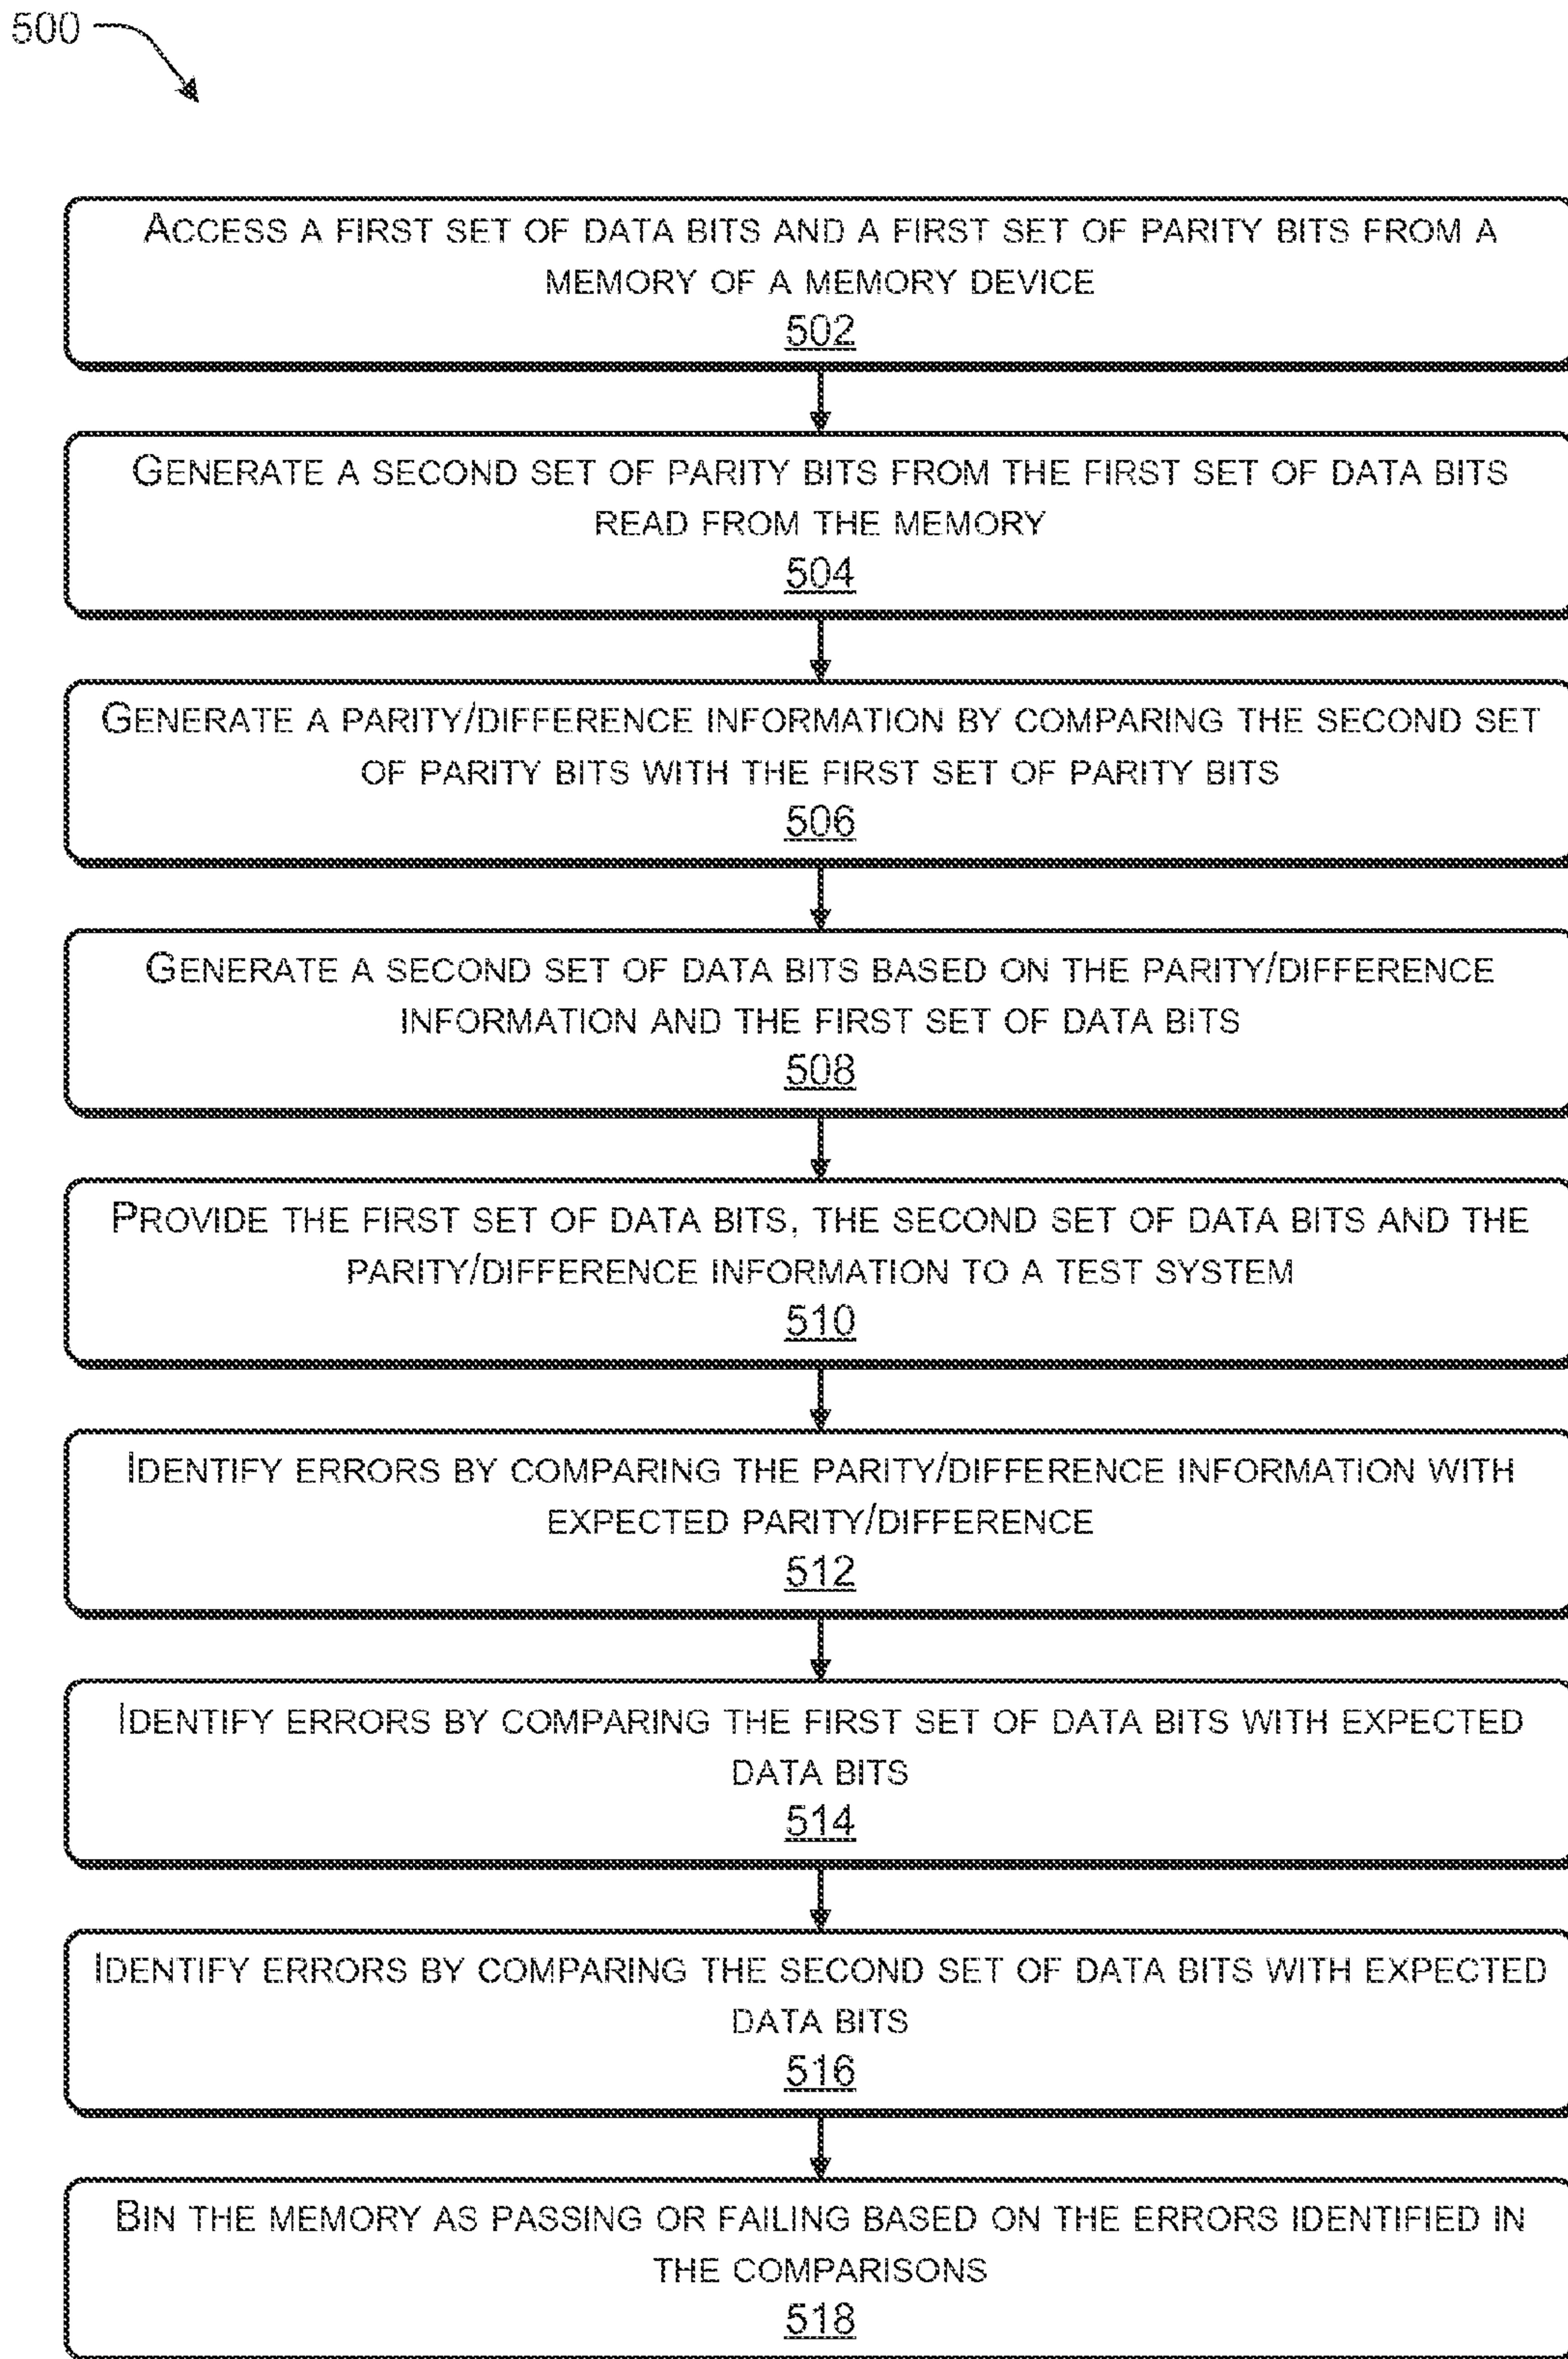 500
ACCESS A FIRST SET OF DATA BITS AND A FIRST SET OF PARITY BITS FROM A
MEMORY OF A MEMORY DEVICE
502
GENERATE A SECOND SET OF PARITY BITS FROM THE FIRST SET OF DATA BITS
READ FROM THE MEMORY
504
GENERATE A PARITY/DIFFERENCE INFORMATION BY COMPARING THE SECOND SET
OF PARITY BITS WITH THE FIRST SET OF PARITY BITS
506
GENERATE A SECOND SET OF DATA BITS BASED ON THE PARITY/DIFFERENCE
INFORMATION AND THE FIRST SET OF DATA BITS
508
PROVIDE THE FIRST SET OF DATA BITS, THE SECOND SET OF DATA BITS AND THE
PARITY/DIFFERENCE INFORMATION TO A TEST SYSTEM
510
IDENTIFY ERRORS BY COMPARING THE PARITY/DIFFERENCE INFORMATION WITH
EXPECTED PARITY/DIFFERENCE
512
IDENTIFY ERRORS BY COMPARING THE FIRST SET OF DATA BITS WITH EXPECTED
DATA BITS
514
IDENTIFY ERRORS BY COMPARING THE SECOND SET OF DATA BITS WITH EXPECTED
DATA BITS
516
BIN THE MEMORY AS PASSING OR FAILING BASED ON THE ERRORS IDENTIFIED IN
THE COMPARISONS
518